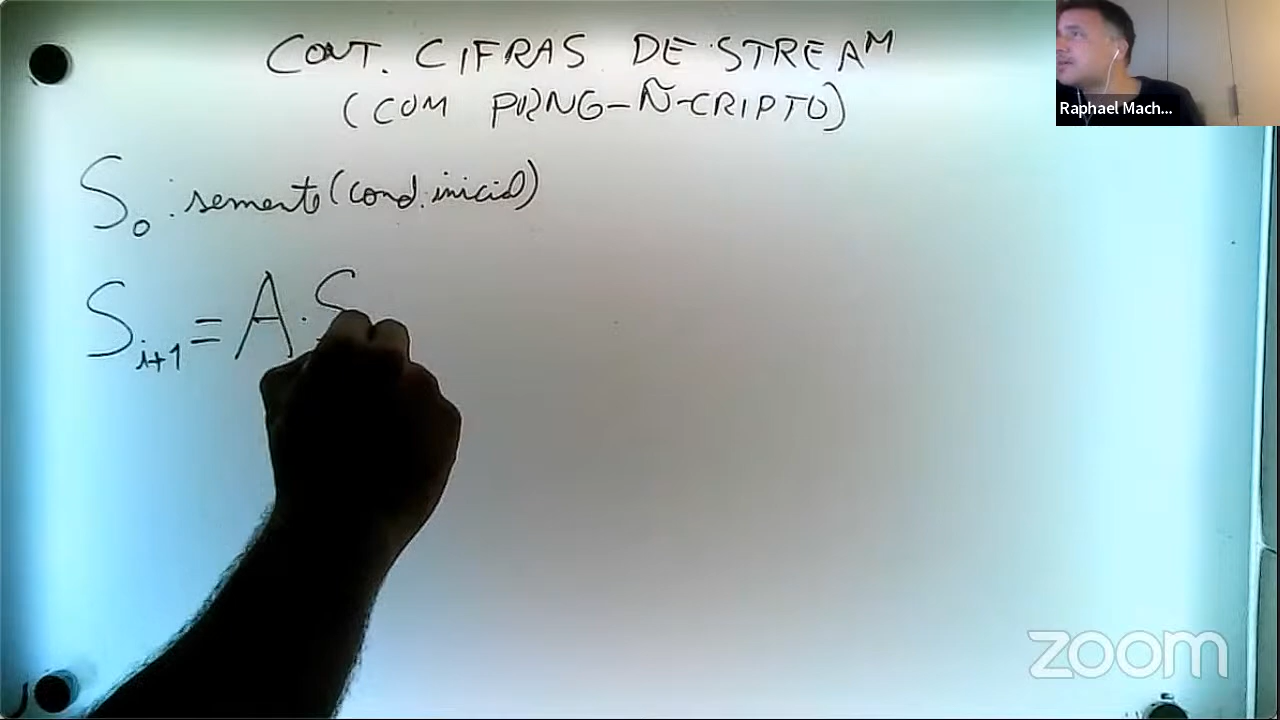 CONT. CIFRAS DE STREAM
(COM PRNG-Ñ-CRIPTO)
Raphael Mach...
S₀: semente (cond. inicial)
Sᵢ₊₁ = A · S
zoom